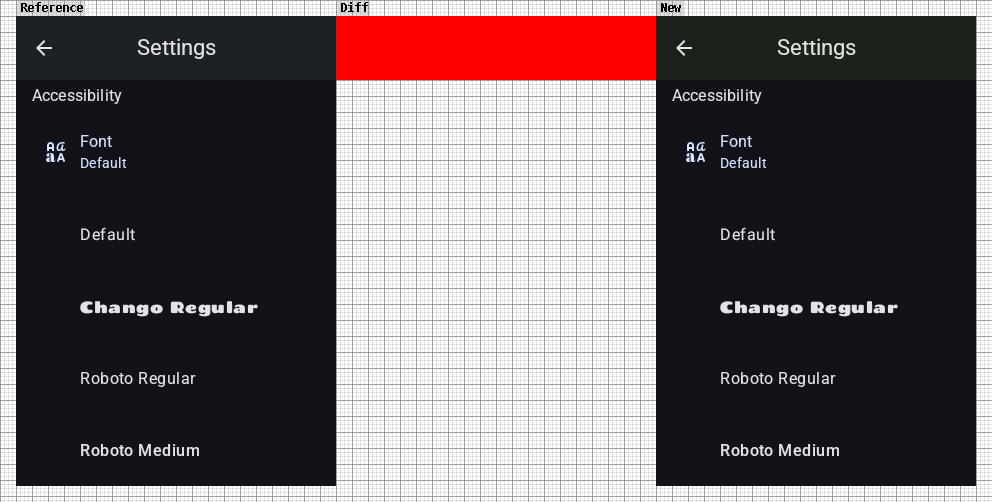 Reference
Diff
New
Settings
Accessibility
Font
Default
Default
Chango Regular
Roboto Regular
Roboto Medium
Settings
Accessibility
Font
Default
Default
Chango Regular
Roboto Regular
Roboto Medium